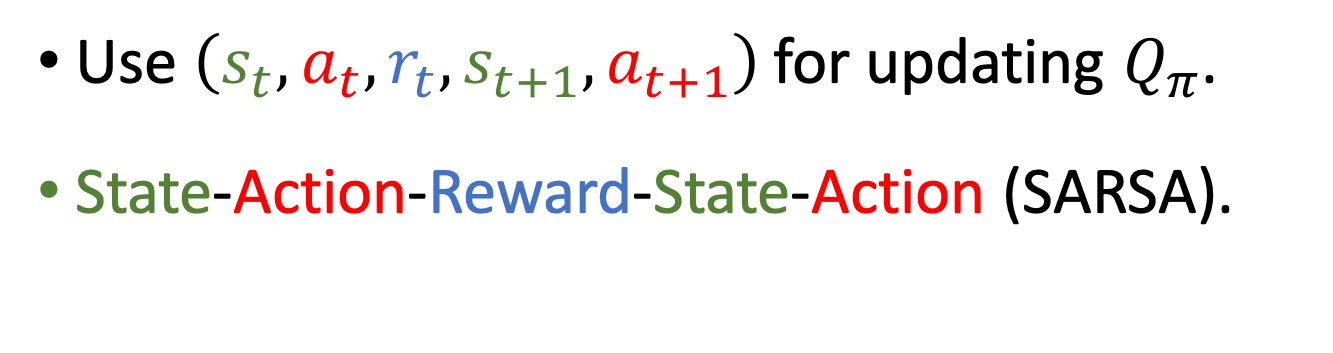 • Use (s_t, a_t, r_t, s_{t+1}, a_{t+1}) for updating Q_π.
• State-Action-Reward-State-Action (SARSA).